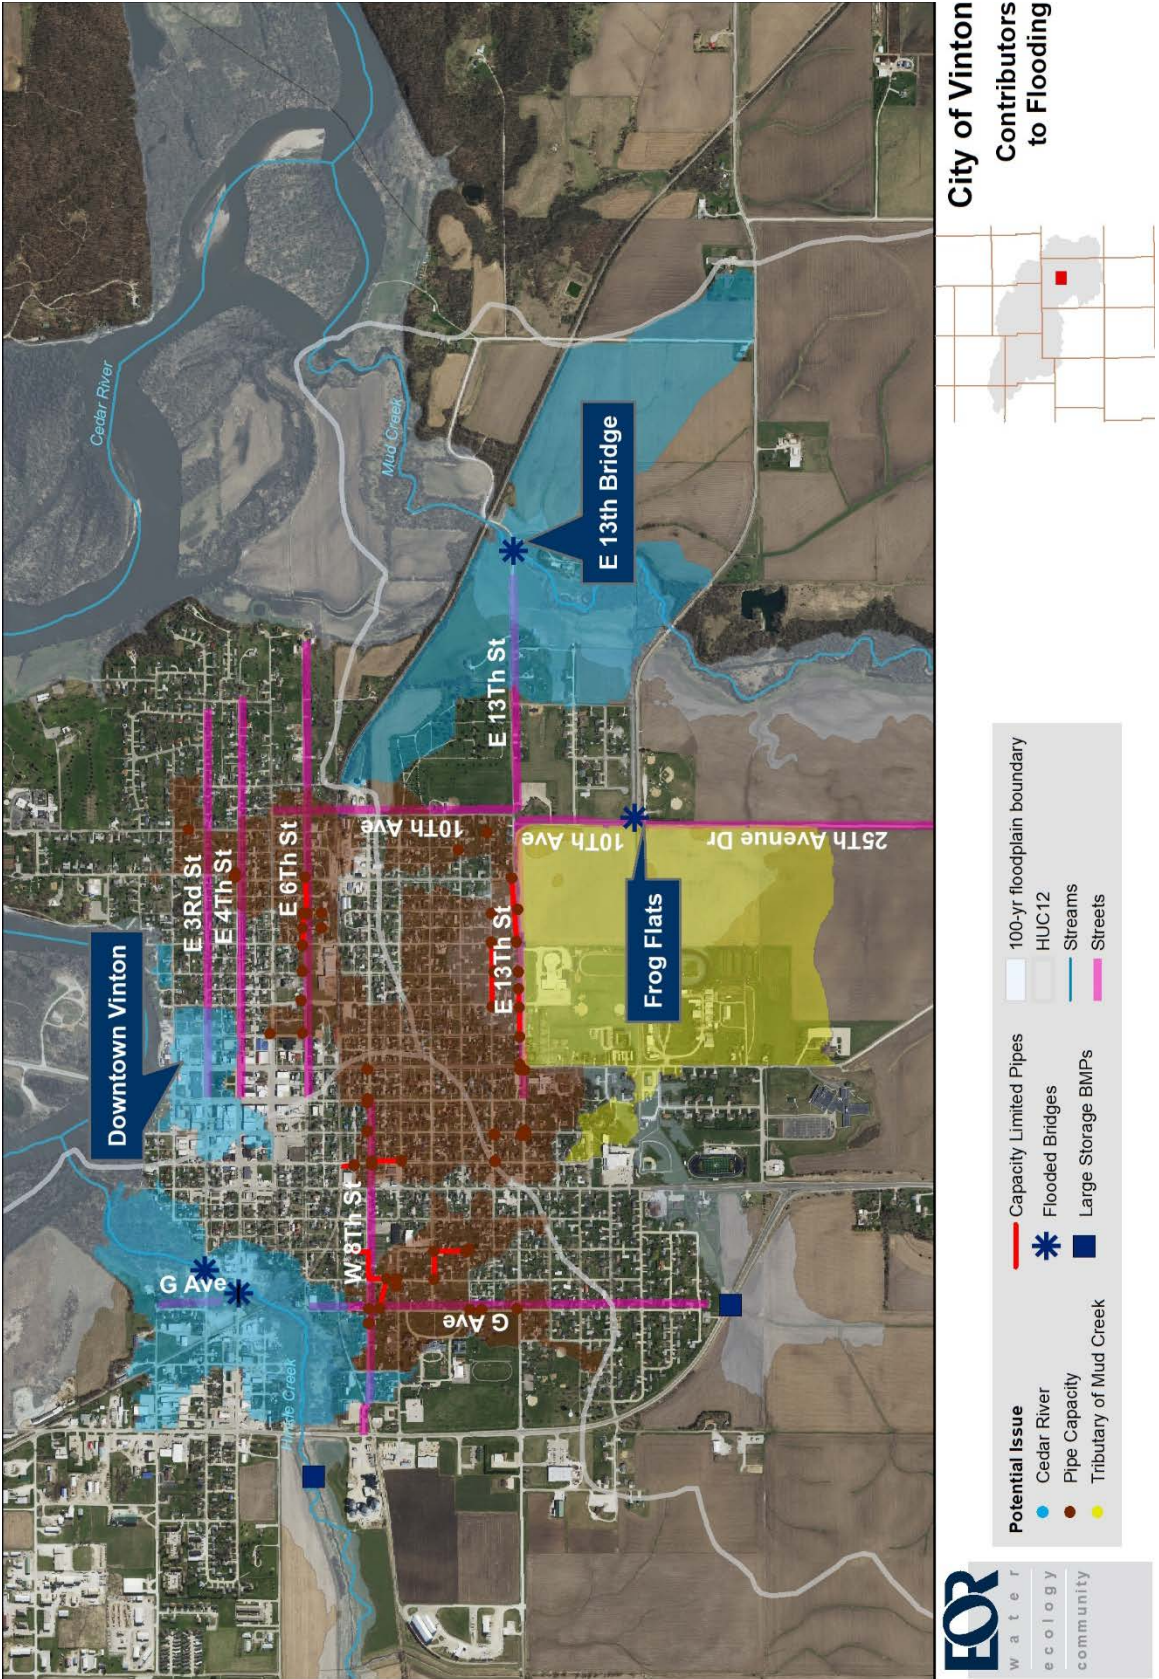 City of Vinton
Contributors
to Flooding
Cedar River
Mud Creek
Hinkle Creek
Downtown Vinton
E 13th Bridge
Frog Flats
E 3Rd St
E 4Th St
E 6Th St
10Th Ave
E 13Th St
E 13Th St
10Th Ave
25Th Avenue Dr
W 8Th St
G Ave
G Ave
Potential Issue
Cedar River
Pipe Capacity
Tributary of Mud Creek
Capacity Limited Pipes
Flooded Bridges
Large Storage BMPs
100-yr floodplain boundary
HUC12
Streams
Streets
EOR
water
ecology
community